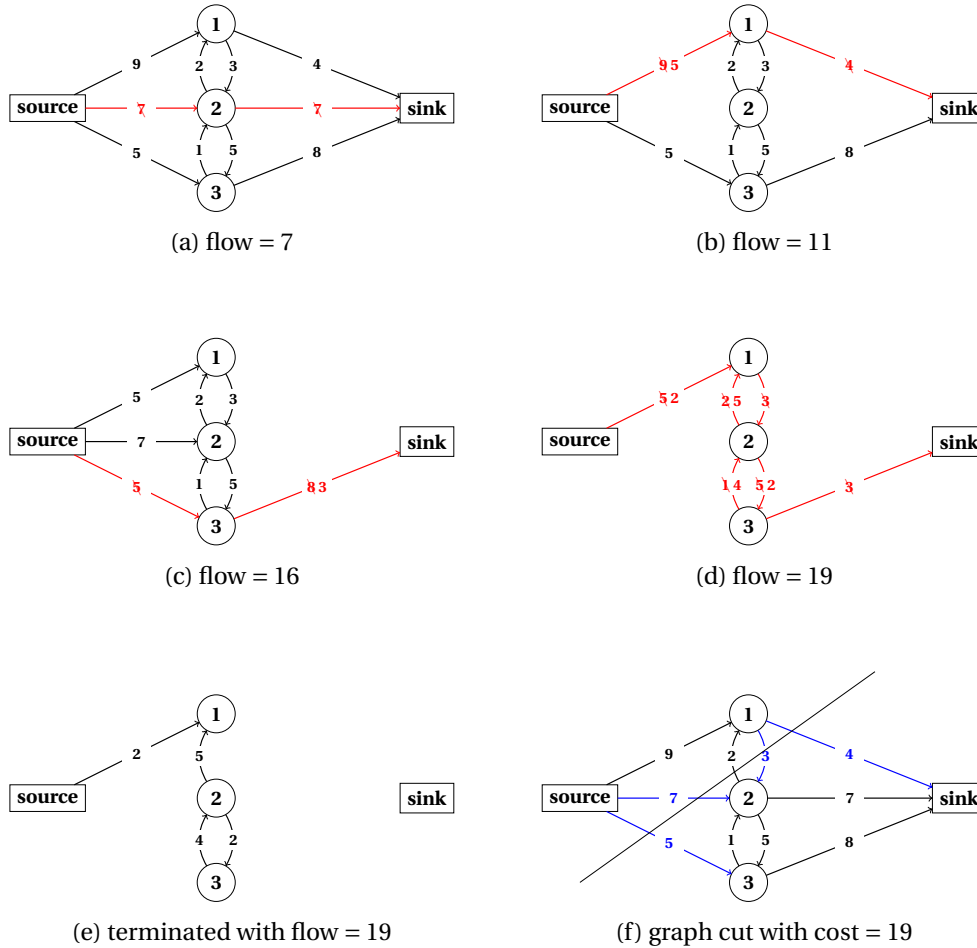 1
9 2 3 4
source 7 2 7 sink
5 1 5 8
3
(a) flow = 7
1
9 5 2 3 4
source 2 sink
5 1 5 8
3
(b) flow = 11
1
5 2 3
source 7 2 sink
5 1 5 8 3
3
(c) flow = 16
1
5 2 2 5 3
source 2 sink
1 4 5 2 3
3
(d) flow = 19
1
2 5
source 2 sink
4 2
3
(e) terminated with flow = 19
1
9 2 3 4
source 7 2 7 sink
5 1 5 8
3
(f) graph cut with cost = 19